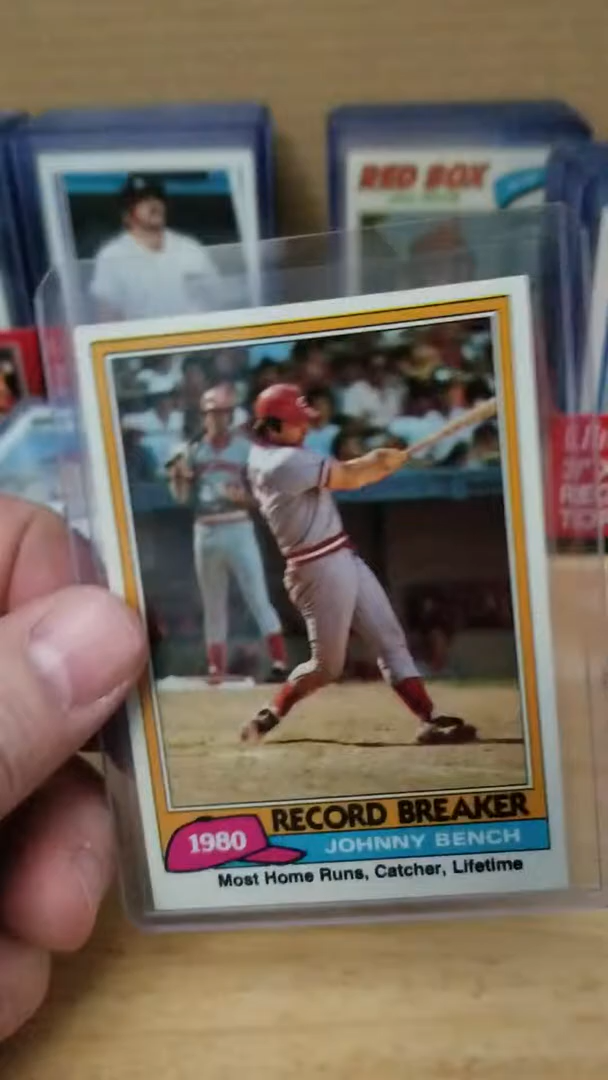 RED SOX
RECORD BREAKER
1980
JOHNNY BENCH
Most Home Runs, Catcher, Lifetime